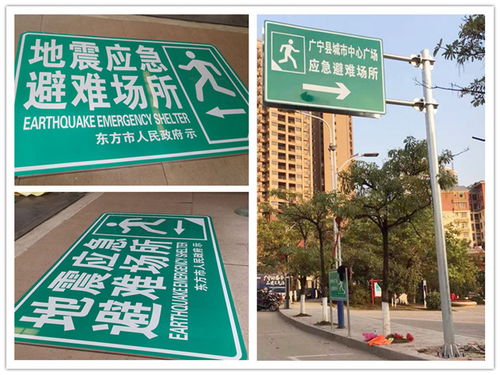 地震应急
避难场所
EARTHQUAKE EMERGENCY SHELTER
东方市人民政府示
广宁县城市中心广场
应急避难场所
地震应急
避难场所
EARTHQUAKE EMERGENCY SHELTER
东方市人民政府示